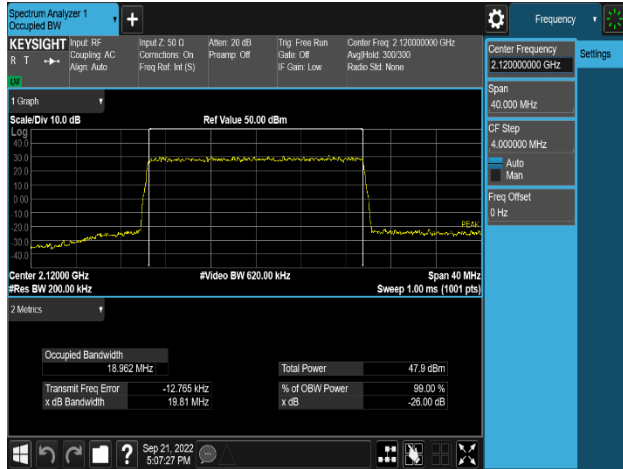 Spectrum Analyzer 1
Occupied BW
Frequency
KEYSIGHT
R T
Input: RF
Coupling: AC
Align: Auto
Input Z: 50 Ω
Corrections: On
Freq Ref: Int (S)
Atten: 20 dB
Preamp: Off
Trig: Free Run
Gate: Off
IF Gain: Low
Center Freq: 2.120000000 GHz
Avg|Hold: 300/300
Radio Std: None
Center Frequency
2.120000000 GHz
Settings
Span
40.000 MHz
CF Step
4.000000 MHz
Auto
Man
Freq Offset
0 Hz
1 Graph
Scale/Div 10.0 dB
Ref Value 50.00 dBm
Log
40.0
30.0
20.0
10.0
0.00
-10.0
-20.0
-30.0
-40.0
PEAK
Center 2.12000 GHz
#Video BW 620.00 kHz
Span 40 MHz
#Res BW 200.00 kHz
Sweep 1.00 ms (1001 pts)
2 Metrics
Occupied Bandwidth
18.962 MHz
Total Power 47.9 dBm
Transmit Freq Error -12.765 kHz
% of OBW Power 99.00 %
x dB Bandwidth 19.81 MHz
x dB -26.00 dB
?
Sep 21, 2022
5:07:27 PM